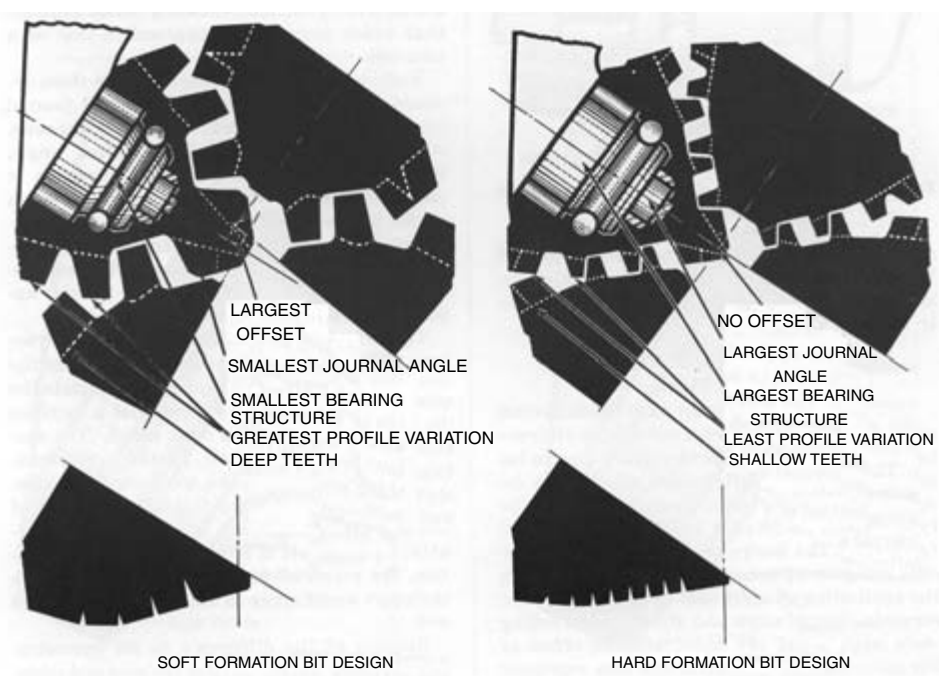 LARGEST
OFFSET
SMALLEST JOURNAL ANGLE
SMALLEST BEARING
STRUCTURE
GREATEST PROFILE VARIATION
DEEP TEETH
SOFT FORMATION BIT DESIGN
NO OFFSET
LARGEST JOURNAL
ANGLE
LARGEST BEARING
STRUCTURE
LEAST PROFILE VARIATION
SHALLOW TEETH
HARD FORMATION BIT DESIGN